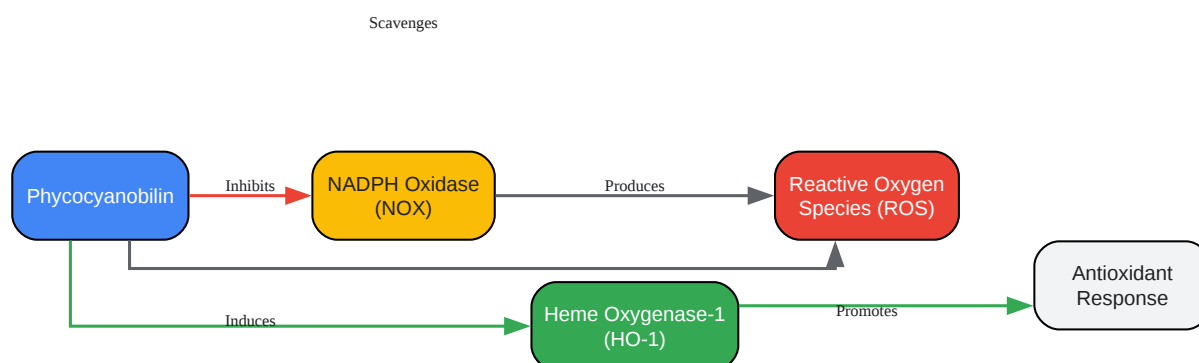 Scavenges
Phycocyanobilin
Inhibits
NADPH Oxidase
(NOX)
Produces
Reactive Oxygen
Species (ROS)
Antioxidant
Response
Induces
Heme Oxygenase-1
(HO-1)
Promotes